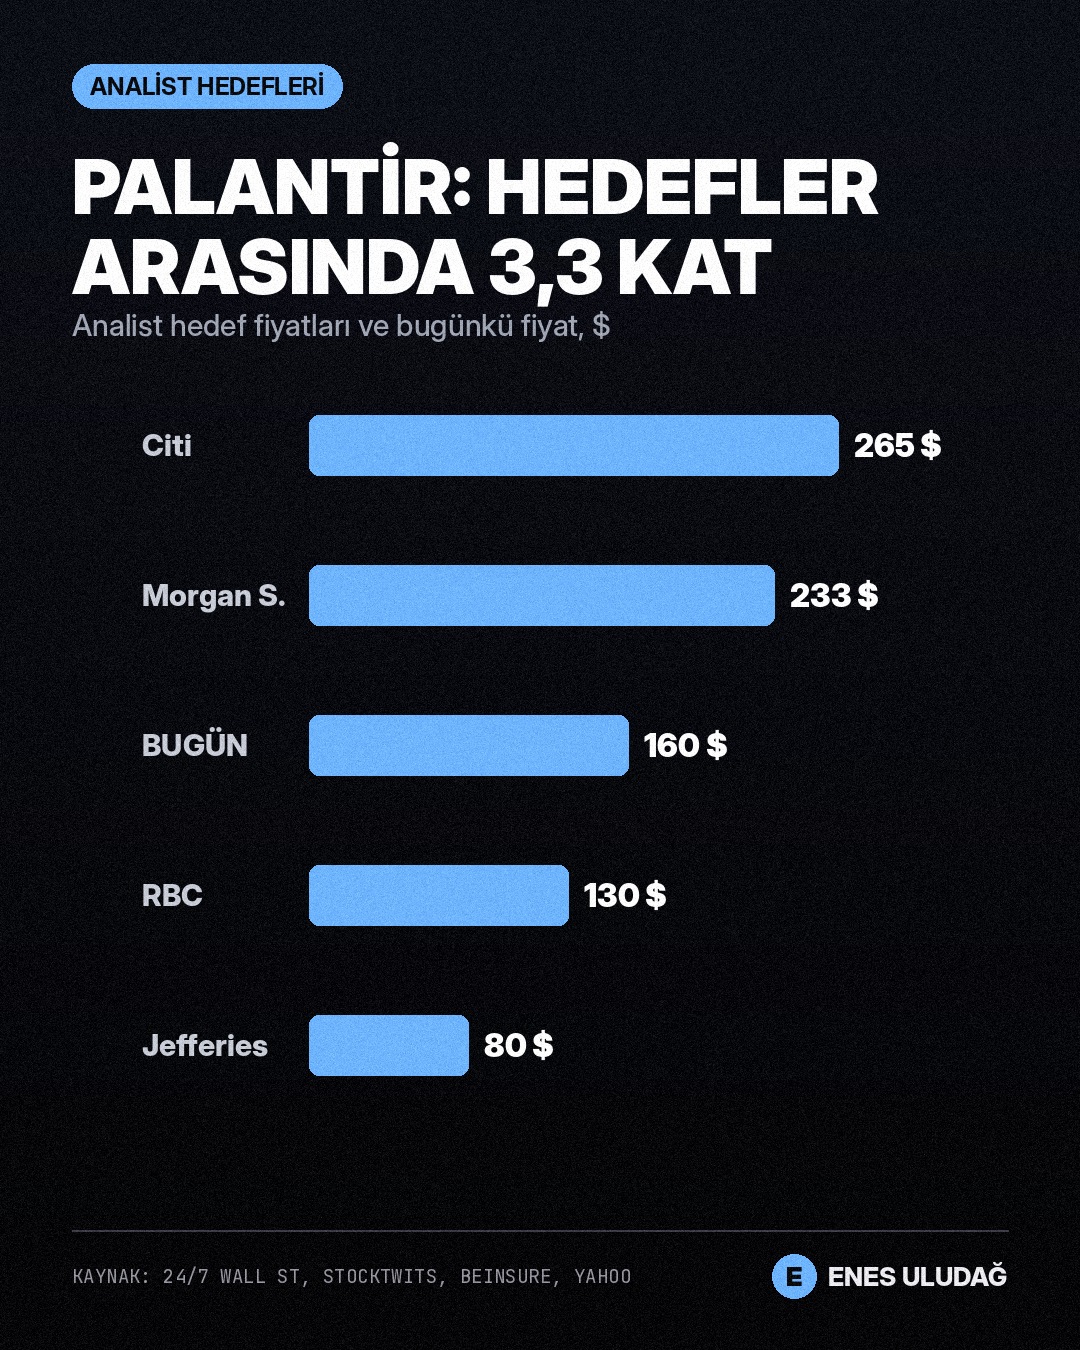 ANALİST HEDEFLERİ
PALANTİR: HEDEFLER
ARASINDA 3,3 KAT
Analist hedef fiyatları ve bugünkü fiyat, $
Citi 265 $
Morgan S. 233 $
BUGÜN 160 $
RBC 130 $
Jefferies 80 $
KAYNAK: 24/7 WALL ST, STOCKTWITS, BEINSURE, YAHOO
E ENES ULUDAĞ